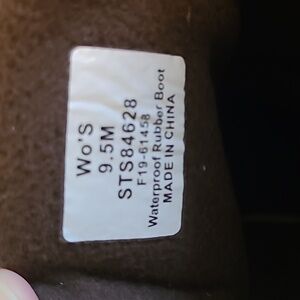 Wo'S
9.5M
STS84628
F19-61458
Waterproof Rubber Boot
MADE IN CHINA